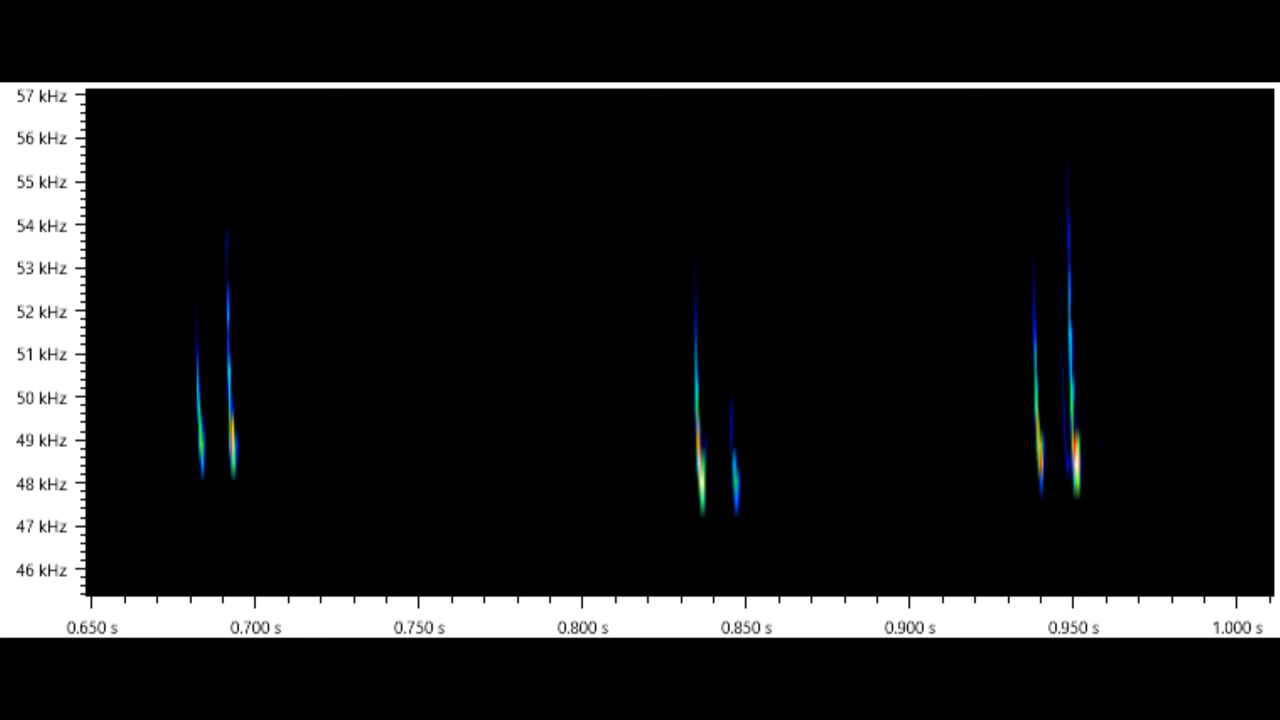 57 kHz
56 kHz
55 kHz
54 kHz
53 kHz
52 kHz
51 kHz
50 kHz
49 kHz
48 kHz
47 kHz
46 kHz
0.650 s 0.700 s 0.750 s 0.800 s 0.850 s 0.900 s 0.950 s 1.000 s